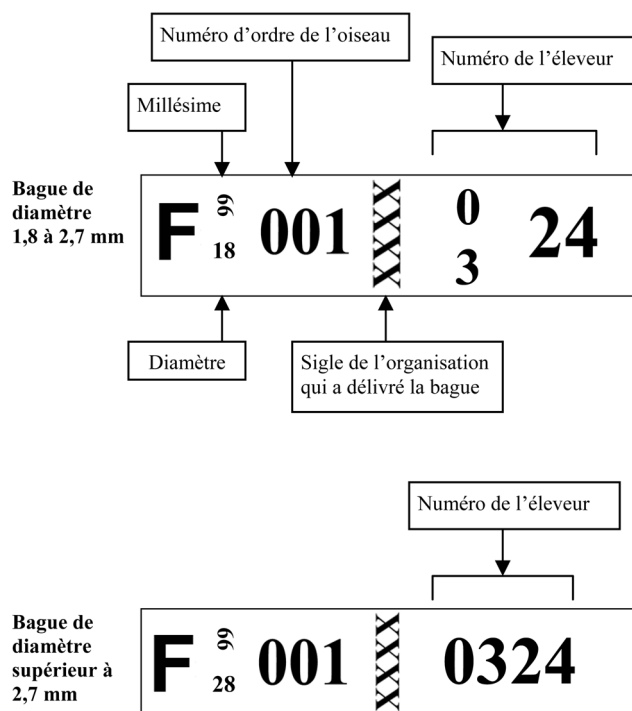 Numéro d'ordre de l'oiseau
Numéro de l'éleveur
Millésime
Bague de
diamètre
1,8 à 2,7 mm
F 99 18 001 XXXX 0 3 24
Diamètre
Sigle de l'organisation
qui a délivré la bague
Numéro de l'éleveur
Bague de
diamètre
supérieur à
2,7 mm
F 99 28 001 XXXX 0324